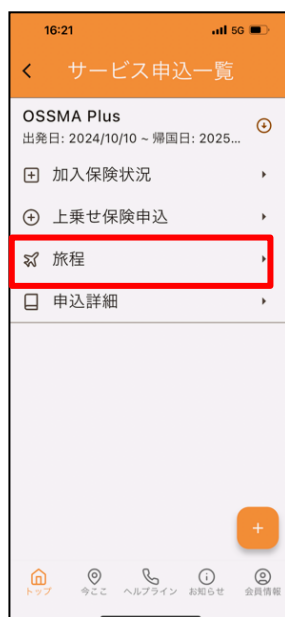 16:21
5G
サービス申込一覧
OSSMA Plus
出発日: 2024/10/10 ~ 帰国日: 2025...
加入保険状況
上乗せ保険申込
旅程
申込詳細
トップ
今ここ
ヘルプライン
お知らせ
会員情報